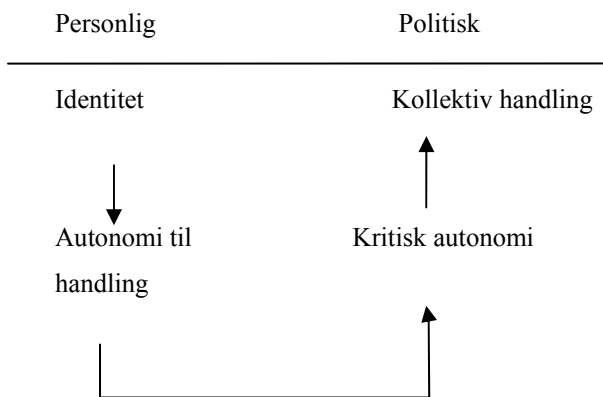 Personlig Politisk
Identitet Kollektiv handling
Autonomi til Kritisk autonomi
handling